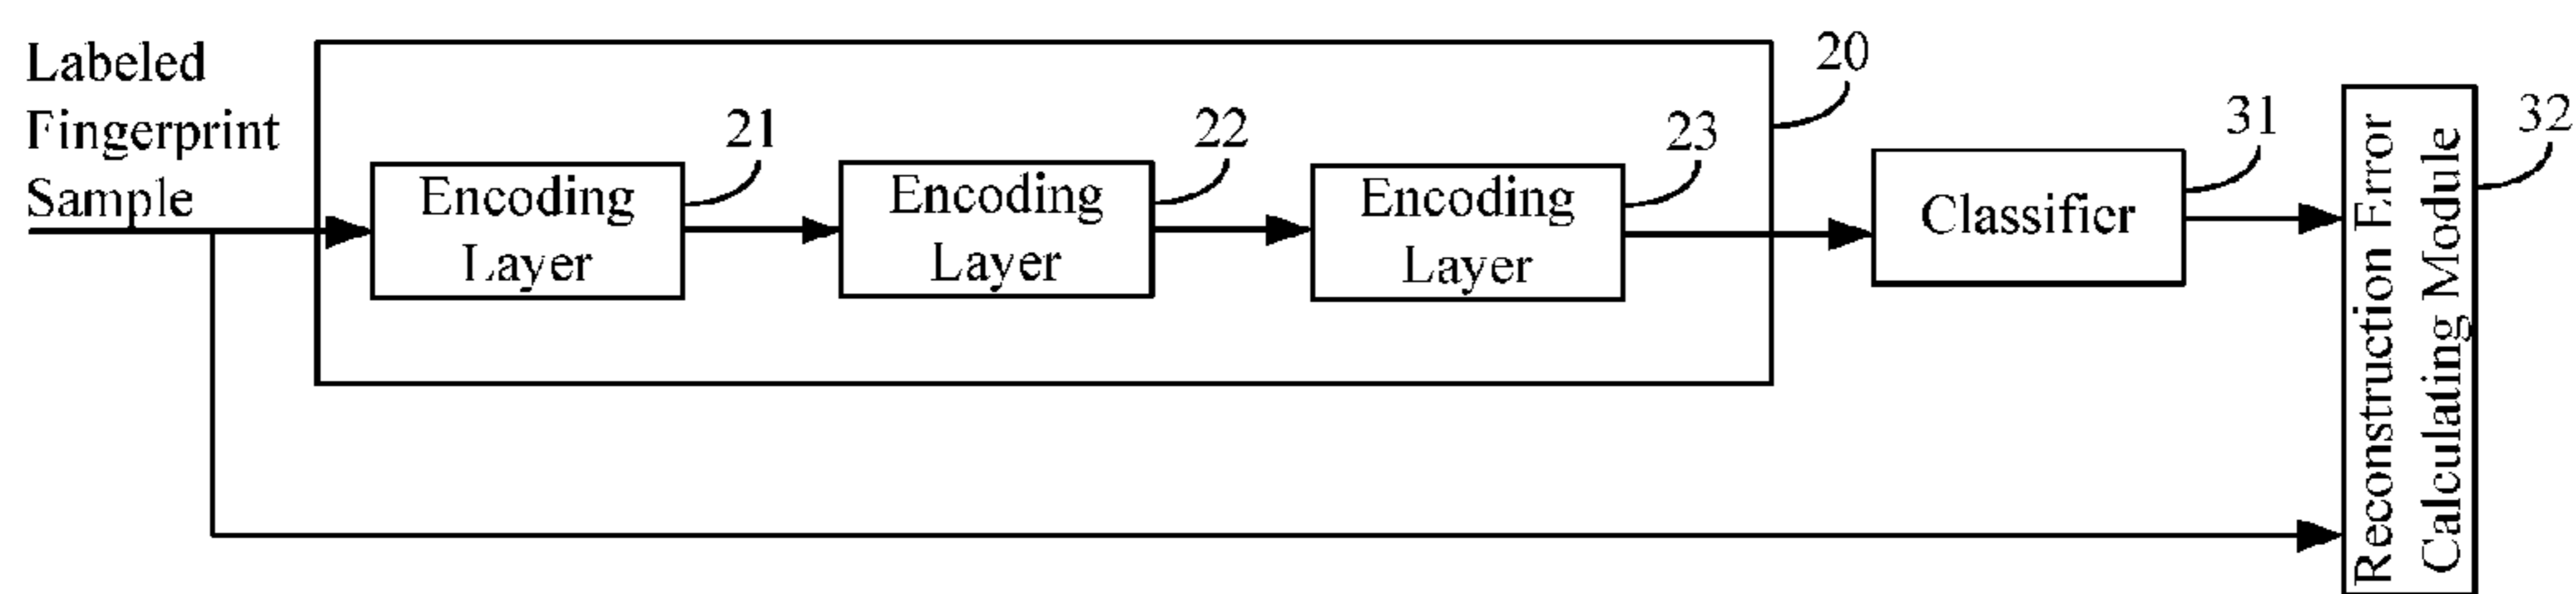 Labeled
Fingerprint
Sample
20
21
22
23
31
32
Encoding
Layer
Encoding
Layer
Encoding
Layer
Classifier
Reconstruction Error
Calculating Module